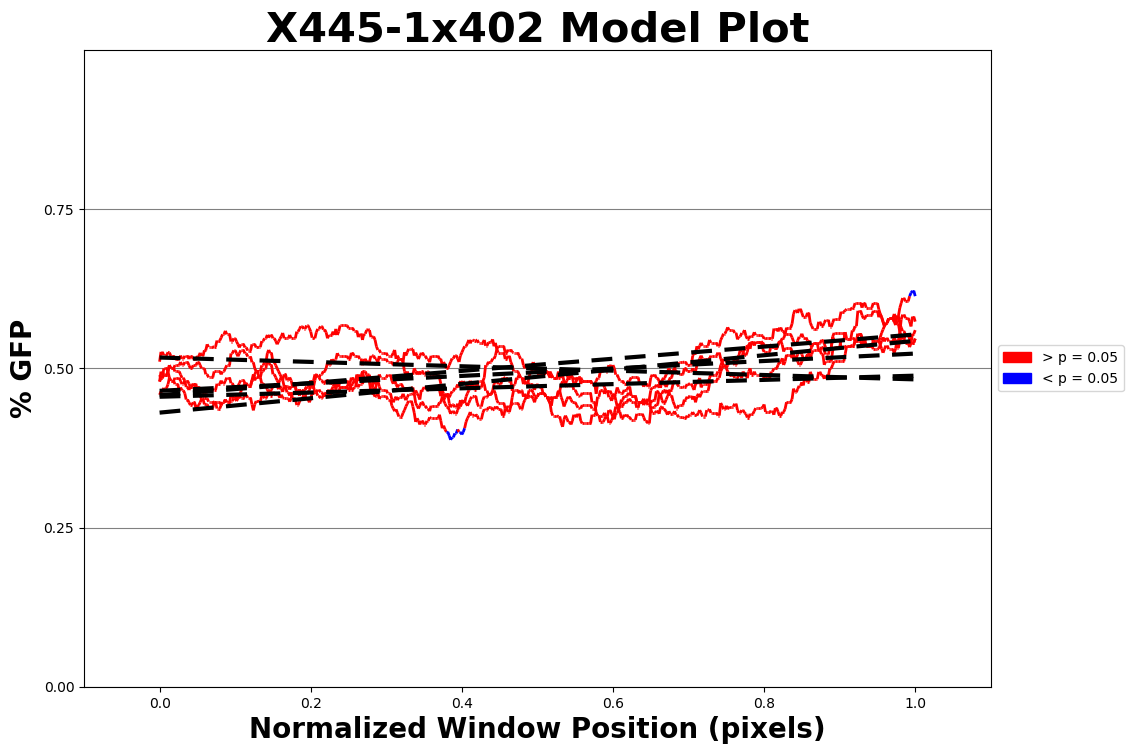 X445-1x402 Model Plot
% GFP
0.75
0.50
0.25
0.00
0.0 0.2 0.4 0.6 0.8 1.0
Normalized Window Position (pixels)
> p = 0.05
< p = 0.05